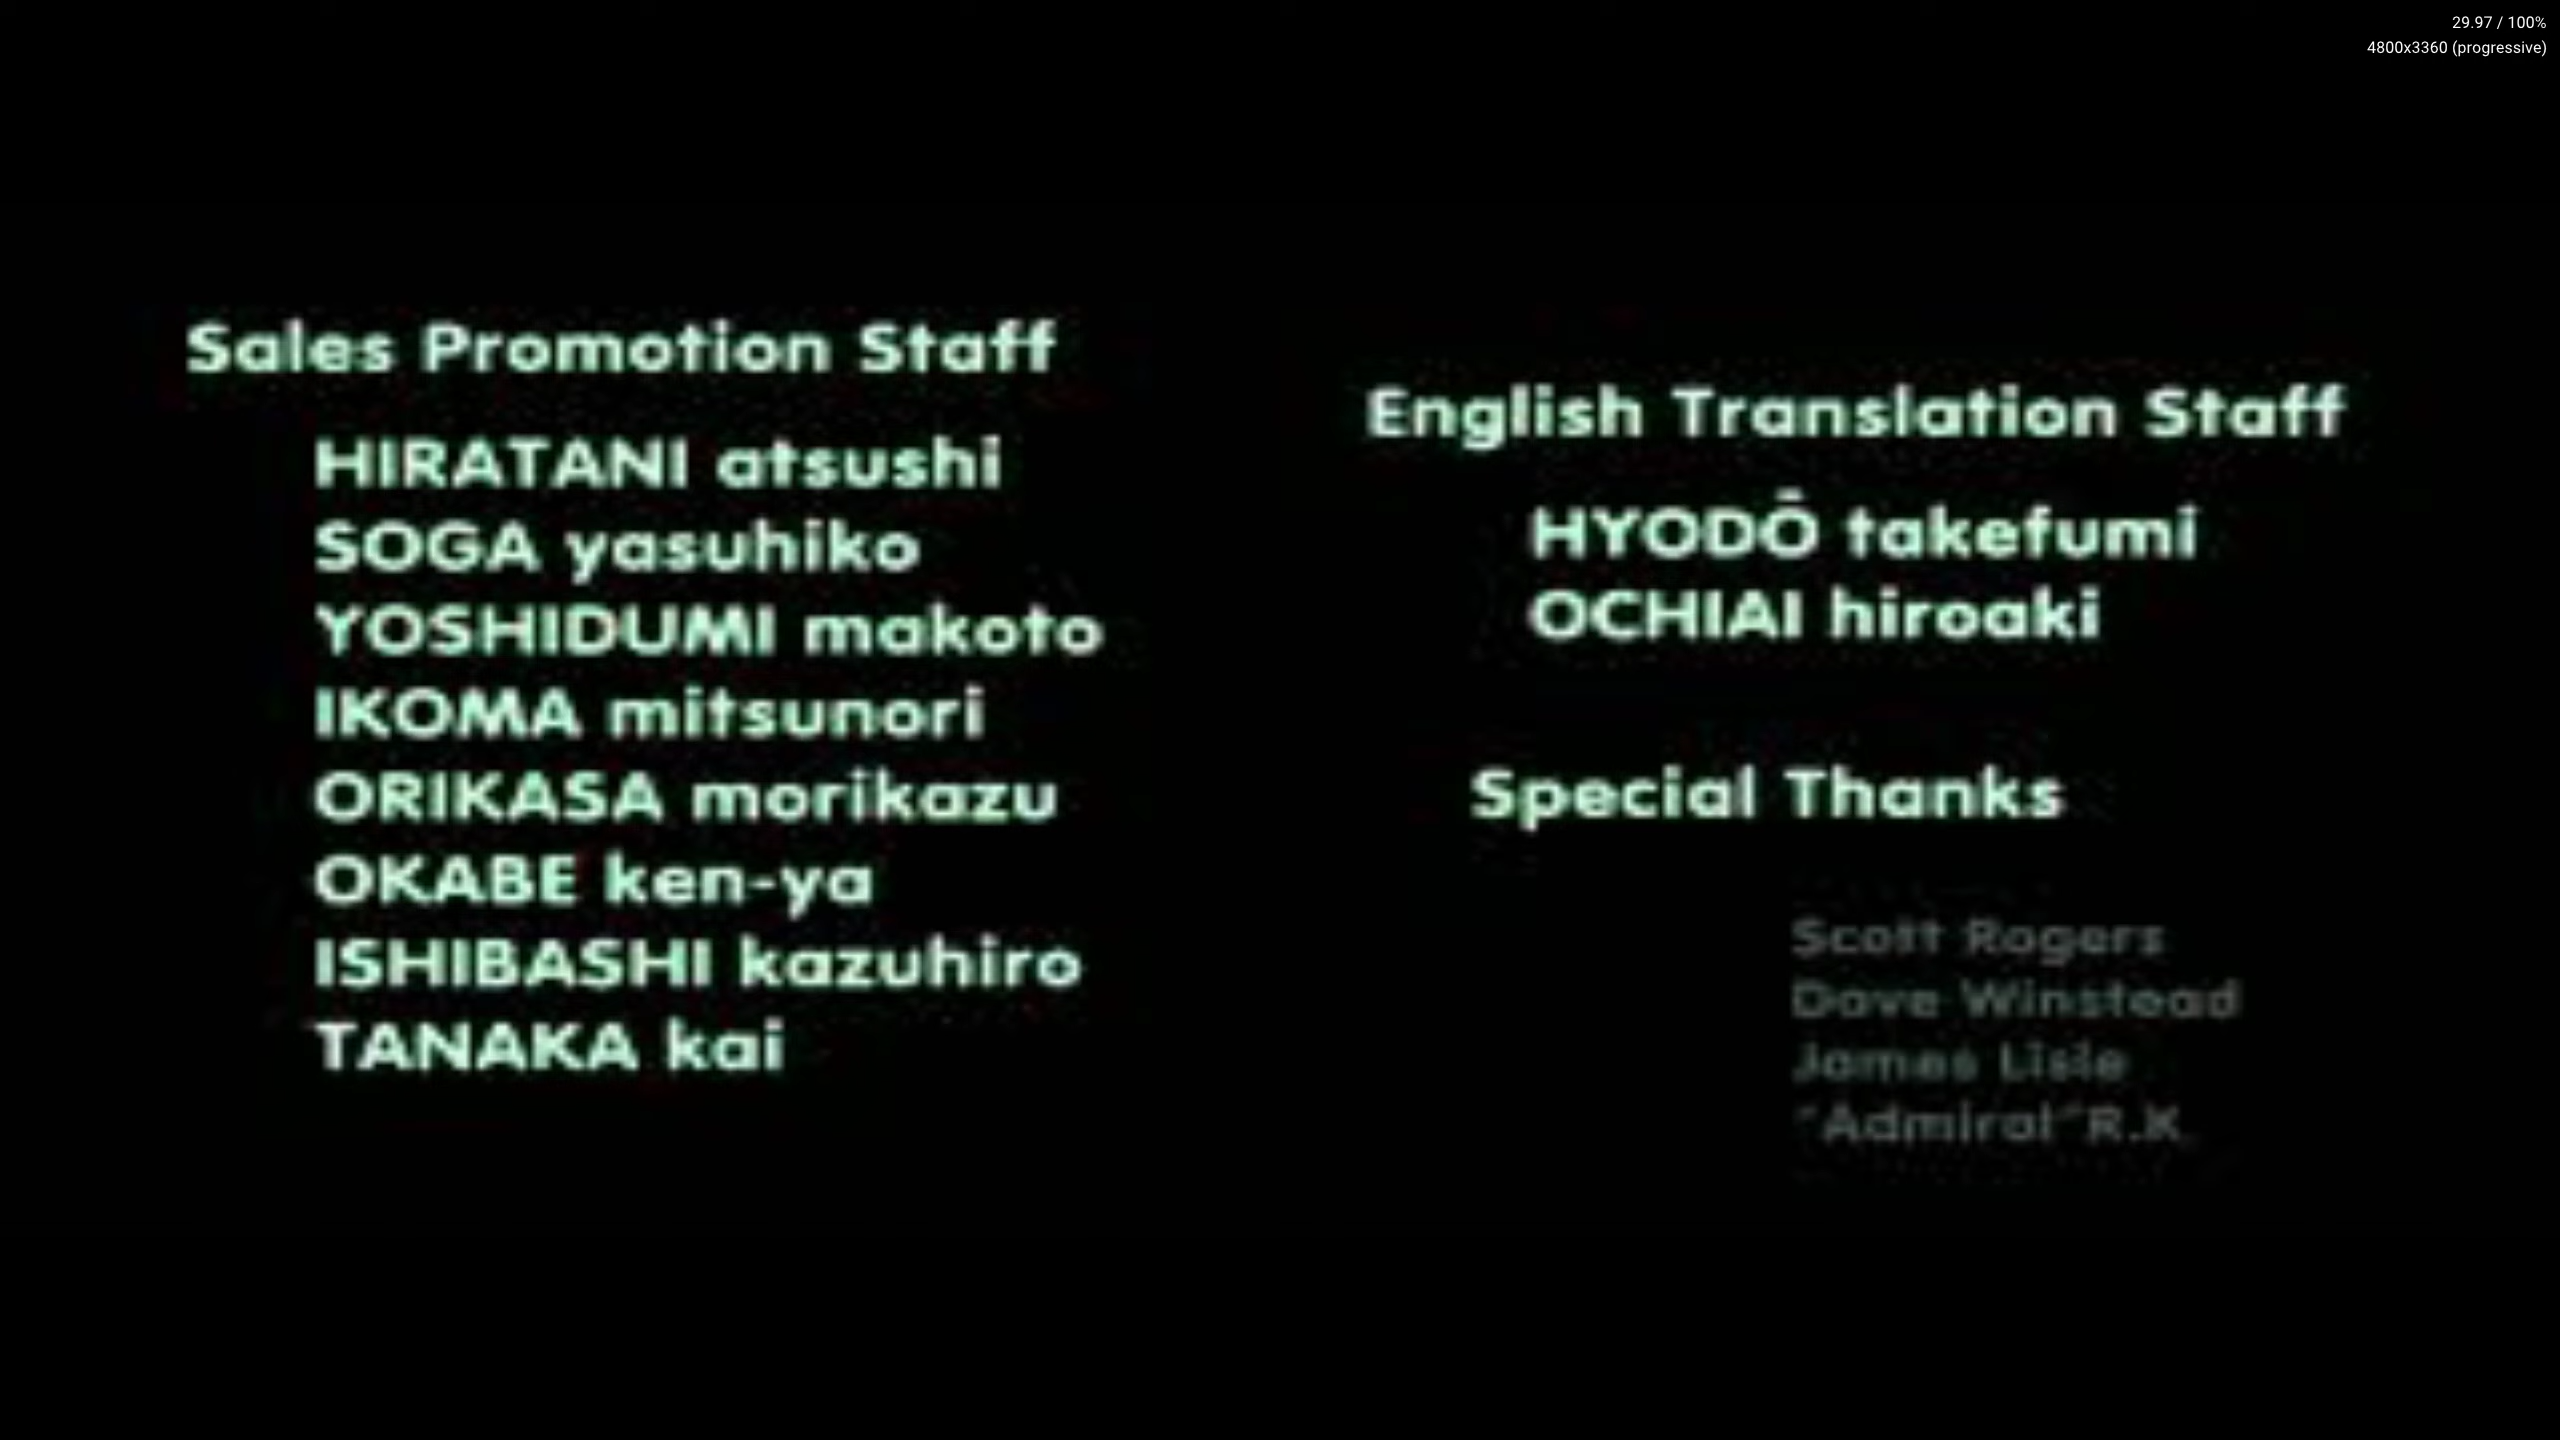 29.97 / 100%
4800x3360 (progressive)
Sales Promotion Staff
HIRATANI atsushi
SOGA yasuhiko
YOSHIDUMI makoto
IKOMA mitsunori
ORIKASA morikazu
OKABE ken-ya
ISHIBASHI kazuhiro
TANAKA kai
English Translation Staff
HYODŌ takefumi
OCHIAI hiroaki
Special Thanks
Scott Rogers
Dave Winstead
James Lisle
"Admiral"R.K.